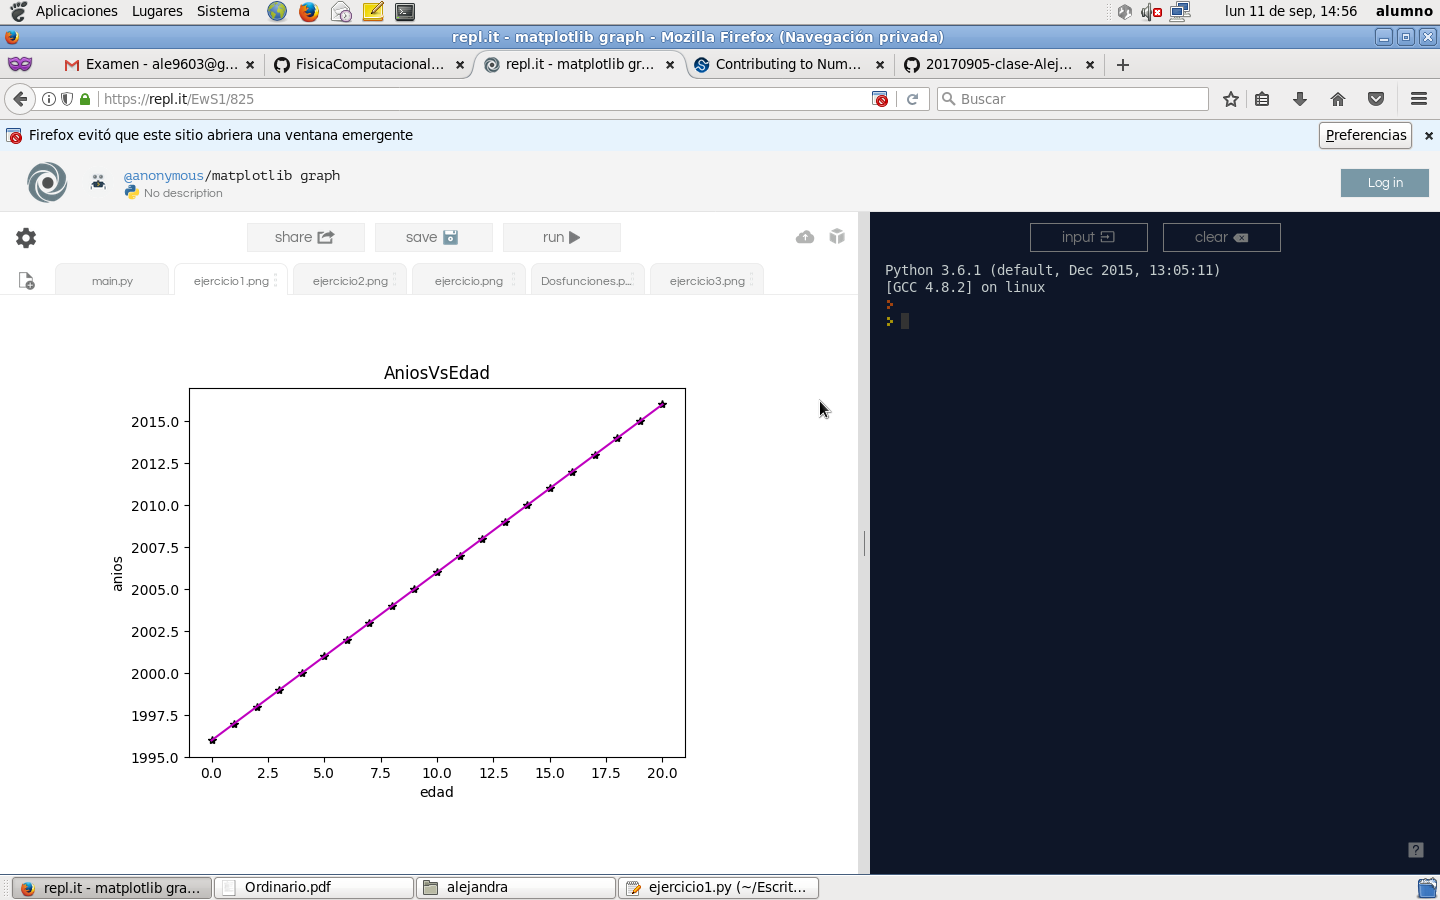 Aplicaciones Lugares Sistema lun 11 de sep, 14:56 alumno
repl.it - matplotlib graph - Mozilla Firefox (Navegación privada)
Examen - ale9603@g... FisicaComputacional... repl.it - matplotlib gr... Contributing to Num... 20170905-clase-Alej...
https://repl.it/EwS1/825 Buscar
Firefox evitó que este sitio abriera una ventana emergente Preferencias
@anonymous/matplotlib graph
No description
Log in
share save run
input clear
main.py ejercicio1.png ejercicio2.png ejercicio.png Dosfunciones.p... ejercicio3.png
Python 3.6.1 (default, Dec 2015, 13:05:11)
[GCC 4.8.2] on linux
AniosVsEdad
2015.0
2012.5
2010.0
2007.5
2005.0
2002.5
2000.0
1997.5
1995.0
anios
0.0 2.5 5.0 7.5 10.0 12.5 15.0 17.5 20.0
edad
?
repl.it - matplotlib gra... Ordinario.pdf alejandra ejercicio1.py (~/Escrit...